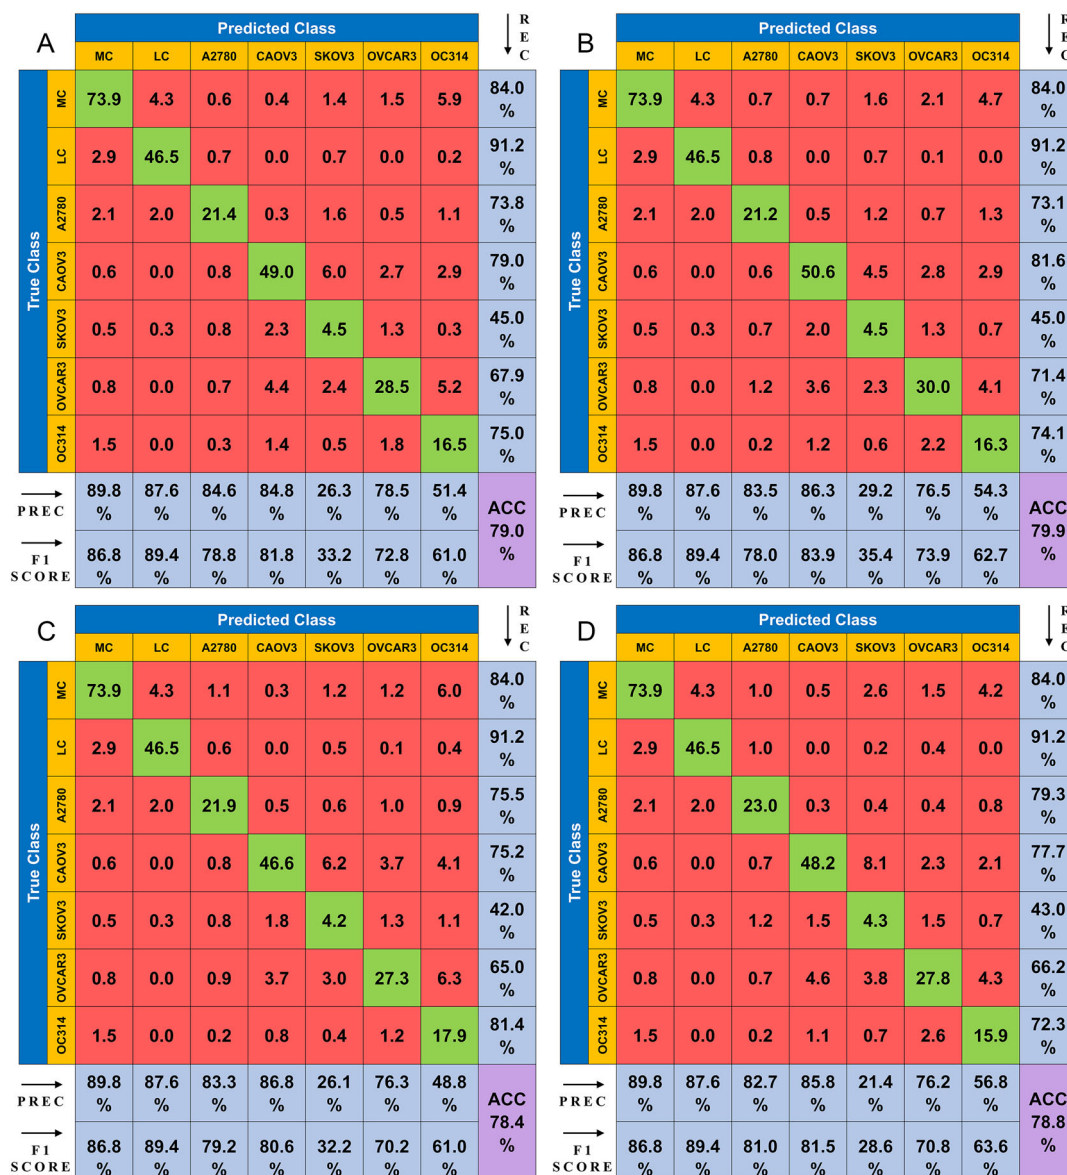 A
Predicted Class
REC
MC LC A2780 CAOV3 SKOV3 OVCAR3 OC314
True Class
MC 73.9 4.3 0.6 0.4 1.4 1.5 5.9 84.0 %
LC 2.9 46.5 0.7 0.0 0.7 0.0 0.2 91.2 %
A2780 2.1 2.0 21.4 0.3 1.6 0.5 1.1 73.8 %
CAOV3 0.6 0.0 0.8 49.0 6.0 2.7 2.9 79.0 %
SKOV3 0.5 0.3 0.8 2.3 4.5 1.3 0.3 45.0 %
OVCAR3 0.8 0.0 0.7 4.4 2.4 28.5 5.2 67.9 %
OC314 1.5 0.0 0.3 1.4 0.5 1.8 16.5 75.0 %
PREC 89.8 % 87.6 % 84.6 % 84.8 % 26.3 % 78.5 % 51.4 %
F1 SCORE 86.8 % 89.4 % 78.8 % 81.8 % 33.2 % 72.8 % 61.0 %
ACC 79.0 %
B
Predicted Class
REC
MC LC A2780 CAOV3 SKOV3 OVCAR3 OC314
True Class
MC 73.9 4.3 0.7 0.7 1.6 2.1 4.7 84.0 %
LC 2.9 46.5 0.8 0.0 0.7 0.1 0.0 91.2 %
A2780 2.1 2.0 21.2 0.5 1.2 0.7 1.3 73.1 %
CAOV3 0.6 0.0 0.6 50.6 4.5 2.8 2.9 81.6 %
SKOV3 0.5 0.3 0.7 2.0 4.5 1.3 0.7 45.0 %
OVCAR3 0.8 0.0 1.2 3.6 2.3 30.0 4.1 71.4 %
OC314 1.5 0.0 0.2 1.2 0.6 2.2 16.3 74.1 %
PREC 89.8 % 87.6 % 83.5 % 86.3 % 29.2 % 76.5 % 54.3 %
F1 SCORE 86.8 % 89.4 % 78.0 % 83.9 % 35.4 % 73.9 % 62.7 %
ACC 79.9 %
C
Predicted Class
REC
MC LC A2780 CAOV3 SKOV3 OVCAR3 OC314
True Class
MC 73.9 4.3 1.1 0.3 1.2 1.2 6.0 84.0 %
LC 2.9 46.5 0.6 0.0 0.5 0.1 0.4 91.2 %
A2780 2.1 2.0 21.9 0.5 0.6 1.0 0.9 75.5 %
CAOV3 0.6 0.0 0.8 46.6 6.2 3.7 4.1 75.2 %
SKOV3 0.5 0.3 0.8 1.8 4.2 1.3 1.1 42.0 %
OVCAR3 0.8 0.0 0.9 3.7 3.0 27.3 6.3 65.0 %
OC314 1.5 0.0 0.2 0.8 0.4 1.2 17.9 81.4 %
PREC 89.8 % 87.6 % 83.3 % 86.8 % 26.1 % 76.3 % 48.8 %
F1 SCORE 86.8 % 89.4 % 79.2 % 80.6 % 32.2 % 70.2 % 61.0 %
ACC 78.4 %
D
Predicted Class
REC
MC LC A2780 CAOV3 SKOV3 OVCAR3 OC314
True Class
MC 73.9 4.3 1.0 0.5 2.6 1.5 4.2 84.0 %
LC 2.9 46.5 1.0 0.0 0.2 0.4 0.0 91.2 %
A2780 2.1 2.0 23.0 0.3 0.4 0.4 0.8 79.3 %
CAOV3 0.6 0.0 0.7 48.2 8.1 2.3 2.1 77.7 %
SKOV3 0.5 0.3 1.2 1.5 4.3 1.5 0.7 43.0 %
OVCAR3 0.8 0.0 0.7 4.6 3.8 27.8 4.3 66.2 %
OC314 1.5 0.0 0.2 1.1 0.7 2.6 15.9 72.3 %
PREC 89.8 % 87.6 % 82.7 % 85.8 % 21.4 % 76.2 % 56.8 %
F1 SCORE 86.8 % 89.4 % 81.0 % 81.5 % 28.6 % 70.8 % 63.6 %
ACC 78.8 %